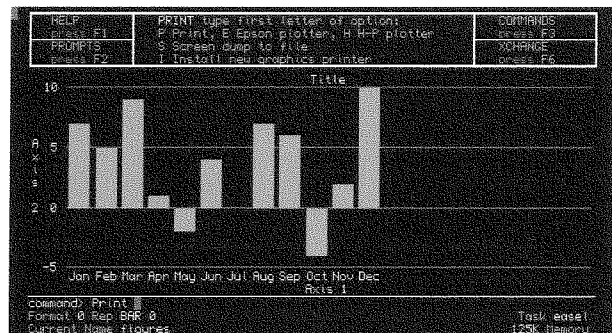 HELP
press F1
PROMPTS
press F2
PRINT type first letter of option:
P Print, E Epson plotter, H H-P plotter
S Screen dump to file
I Install new graphics printer
COMMANDS
press F3
XCHANGE
press F6
Title
10
5
0
-5
Axis 2
Jan Feb Mar Apr May Jun Jul Aug Sep Oct Nov Dec
Axis 1
command> Print
Format 0 Rep BAR 0
Task easel
Current Name figures
125K Memory